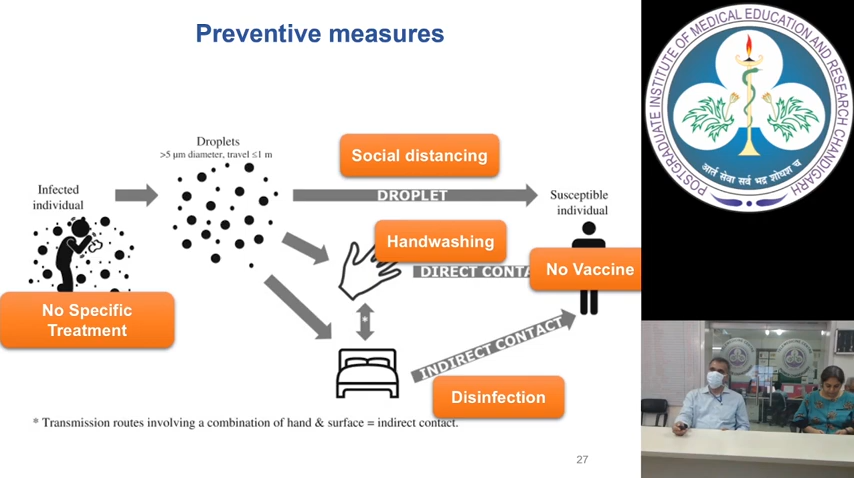 Preventive measures
Droplets
>5 μm diameter, travel ≤1 m
Social distancing
Infected
individual
DROPLET
Susceptible
individual
Handwashing
DIRECT CONTA
No Vaccine
No Specific
Treatment
*
INDIRECT CONTACT
Disinfection
* Transmission routes involving a combination of hand & surface = indirect contact.
27
POSTGRADUATE INSTITUTE OF MEDICAL EDUCATION AND RESEARCH CHANDIGARH
आर्त सेवा सर्व भद्र शोधश च